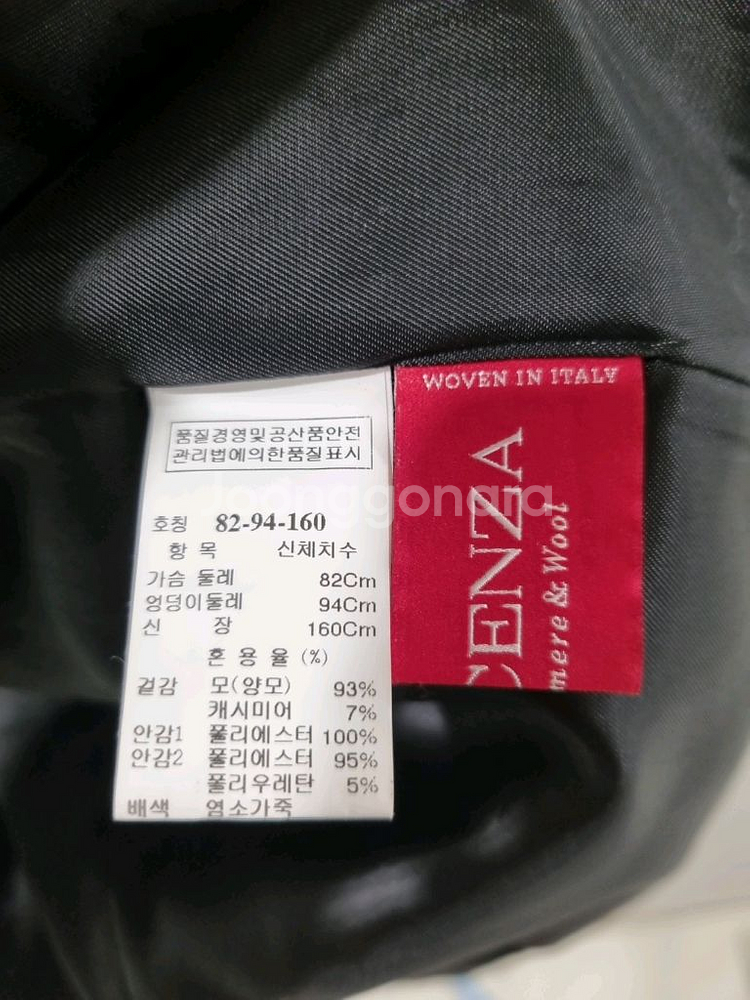 품질경영및공산품안전
관리법에의한품질표시
호칭 82-94-160
항 목 신체치수
가슴 둘레 82Cm
엉덩이둘레 94Cm
신 장 160Cm
혼 용 율 (%)
겉감 모(양모) 93%
캐시미어 7%
안감1 폴리에스터 100%
안감2 폴리에스터 95%
폴리우레탄 5%
배색 염소가죽
WOVEN IN ITALY
CENZA
mere & Wool
Joonggonara